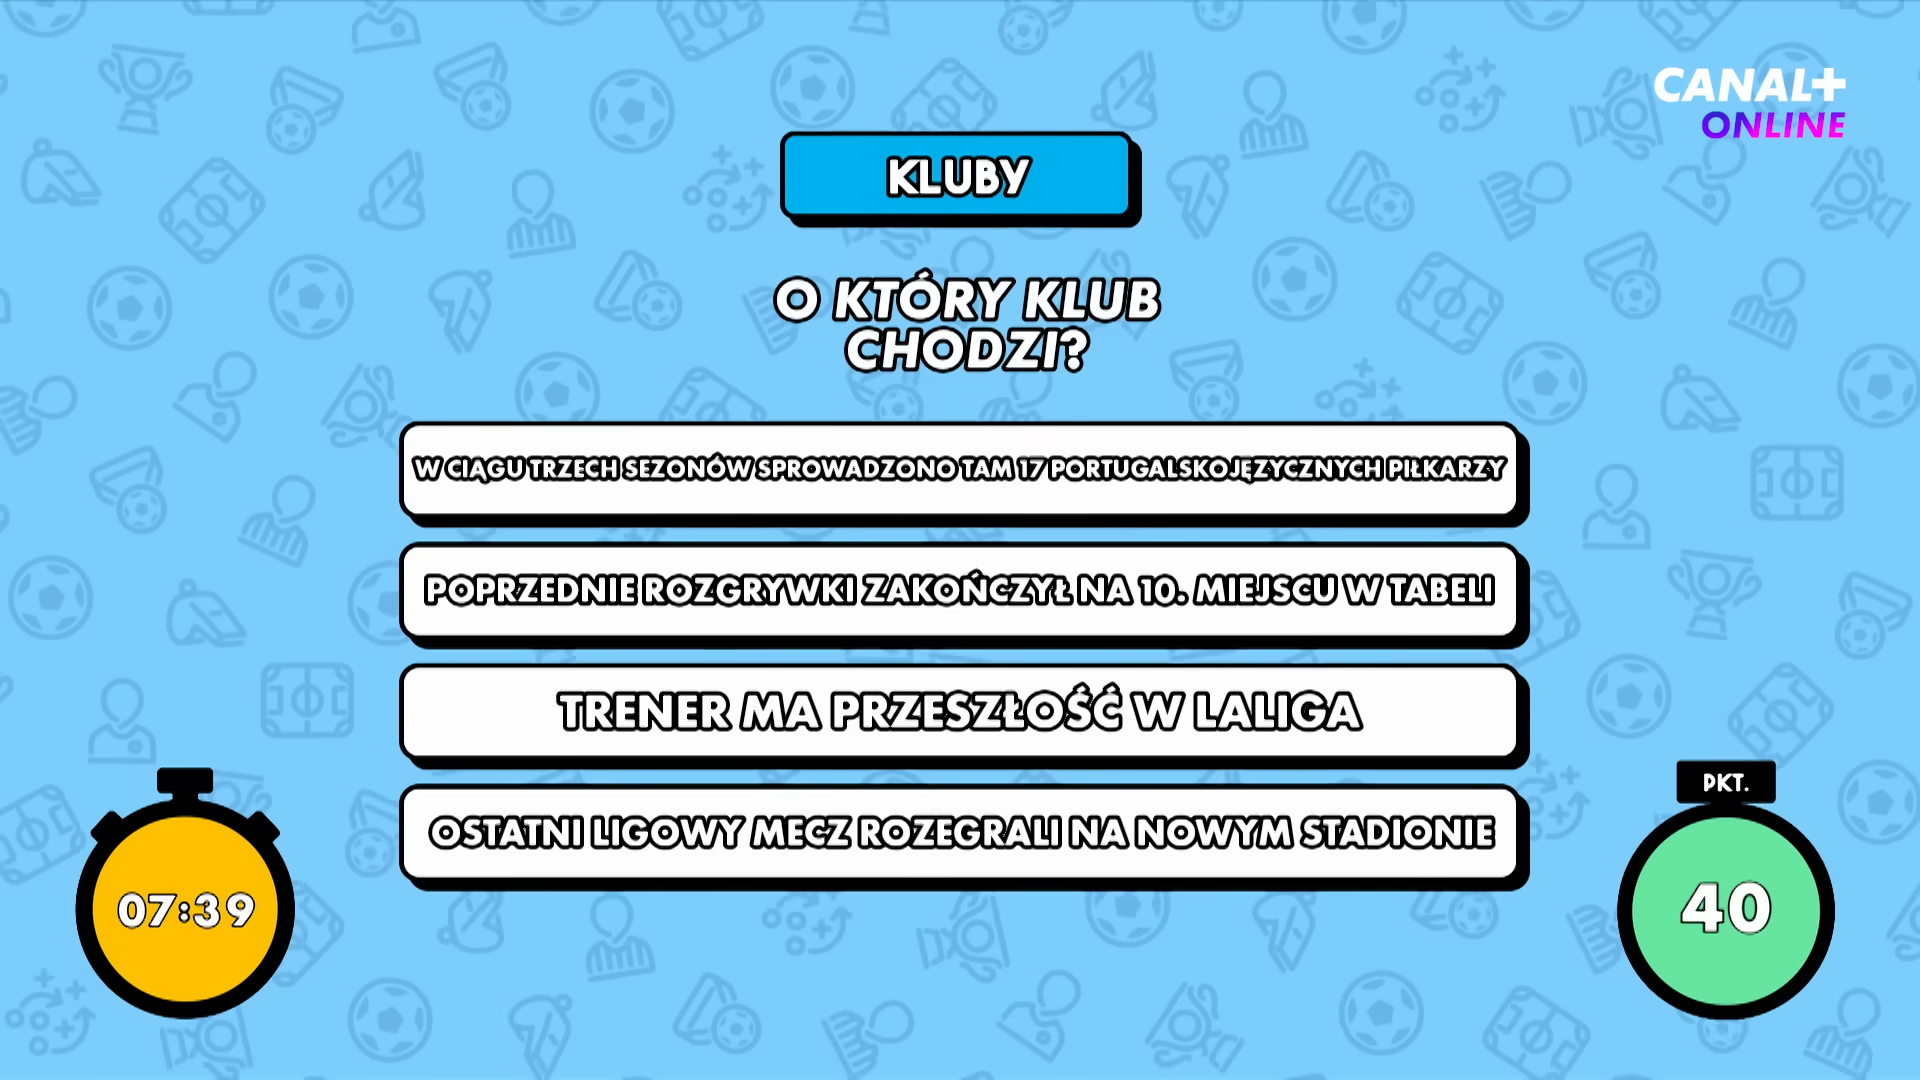 CANAL+
ONLINE
KLUBY
O KTÓRY KLUB
CHODZI?
W CIĄGU TRZECH SEZONÓW SPROWADZONO TAM 17 PORTUGALSKOJĘZYCZNYCH PIŁKARZY
POPRZEDNIE ROZGRYWKI ZAKOŃCZYŁ NA 10. MIEJSCU W TABELI
TRENER MA PRZESZŁOŚĆ W LALIGA
OSTATNI LIGOWY MECZ ROZEGRALI NA NOWYM STADIONIE
07:39
PKT.
40